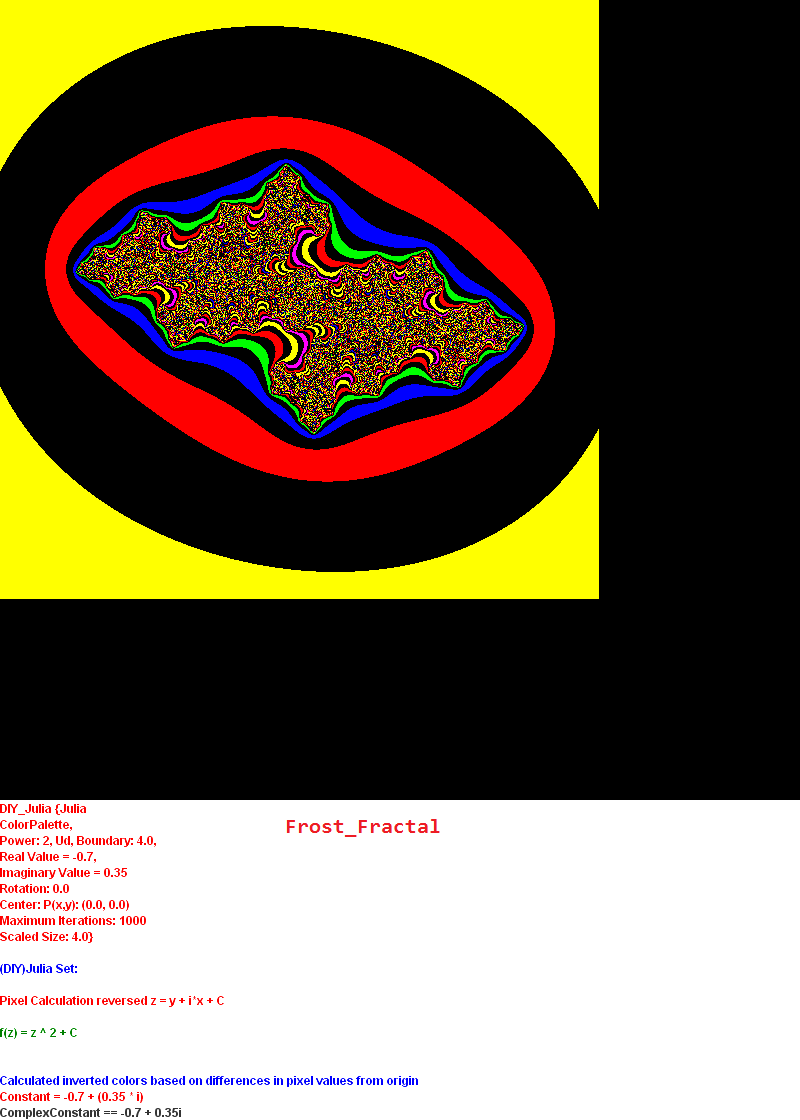 DIY_Julia {Julia
Frost_Fractal
ColorPalette,
Power: 2, Ud, Boundary: 4.0,
Real Value = -0.7,
Imaginary Value = 0.35
Rotation: 0.0
Center: P(x,y): (0.0, 0.0)
Maximum Iterations: 1000
Scaled Size: 4.0}
(DIY)Julia Set:
Pixel Calculation reversed z = y + i*x + C
f(z) = z ^ 2 + C
Calculated inverted colors based on differences in pixel values from origin
Constant = -0.7 + (0.35 * i)
ComplexConstant == -0.7 + 0.35i